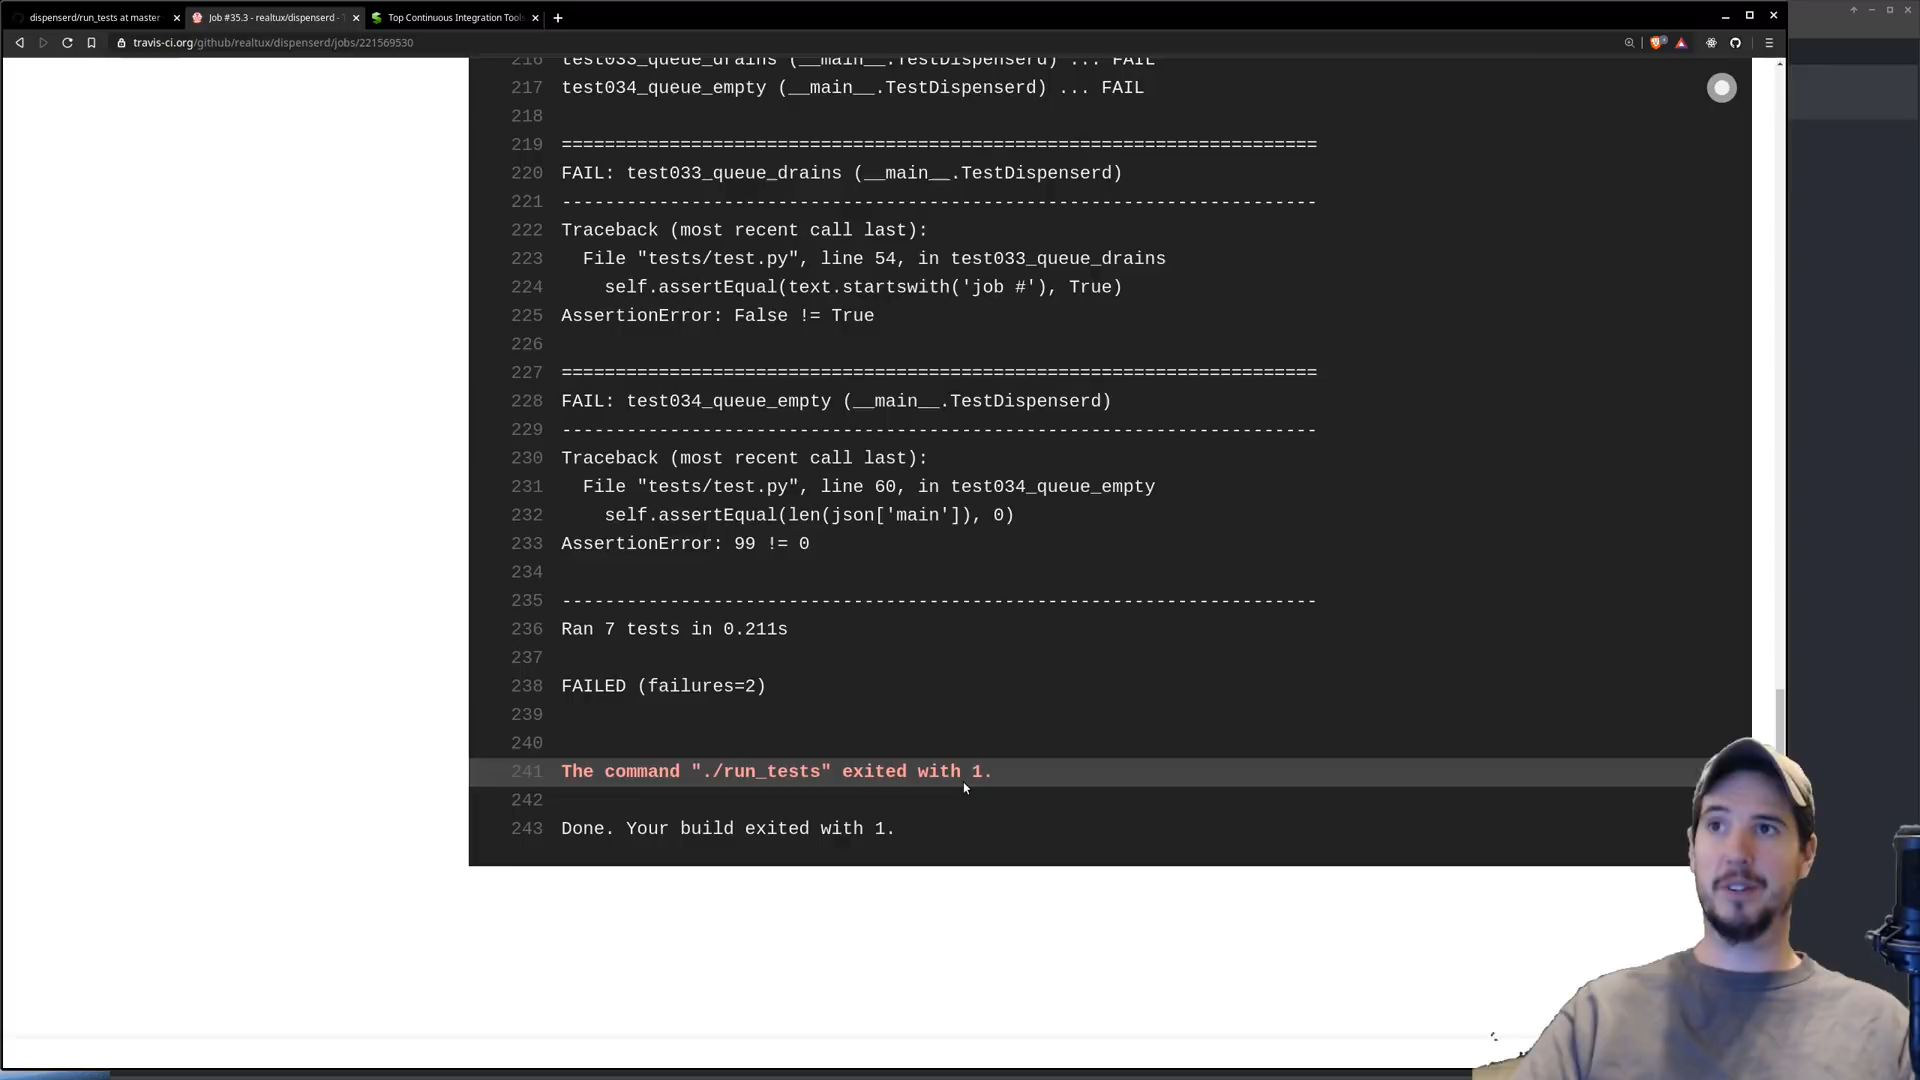 dispenserd/run_tests at master
Job #35.3 - realtux/dispenserd - T
Top Continuous Integration Tools
travis-ci.org/github/realtux/dispenserd/jobs/221569530
216 test033_queue_drains (__main__.TestDispenserd) ... FAIL
217 test034_queue_empty (__main__.TestDispenserd) ... FAIL
218
219 ======================================================================
220 FAIL: test033_queue_drains (__main__.TestDispenserd)
221 ----------------------------------------------------------------------
222 Traceback (most recent call last):
223   File "tests/test.py", line 54, in test033_queue_drains
224     self.assertEqual(text.startswith('job #'), True)
225 AssertionError: False != True
226
227 ======================================================================
228 FAIL: test034_queue_empty (__main__.TestDispenserd)
229 ----------------------------------------------------------------------
230 Traceback (most recent call last):
231   File "tests/test.py", line 60, in test034_queue_empty
232     self.assertEqual(len(json['main']), 0)
233 AssertionError: 99 != 0
234
235 ----------------------------------------------------------------------
236 Ran 7 tests in 0.211s
237
238 FAILED (failures=2)
239
240
241 The command "./run_tests" exited with 1.
242
243 Done. Your build exited with 1.